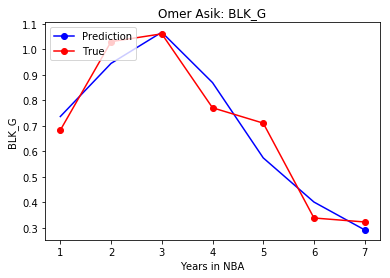 Omer Asik: BLK_G
Prediction
True
1.1
1.0
0.9
0.8
0.7
0.6
0.5
0.4
0.3
BLK_G
1 2 3 4 5 6 7
Years in NBA